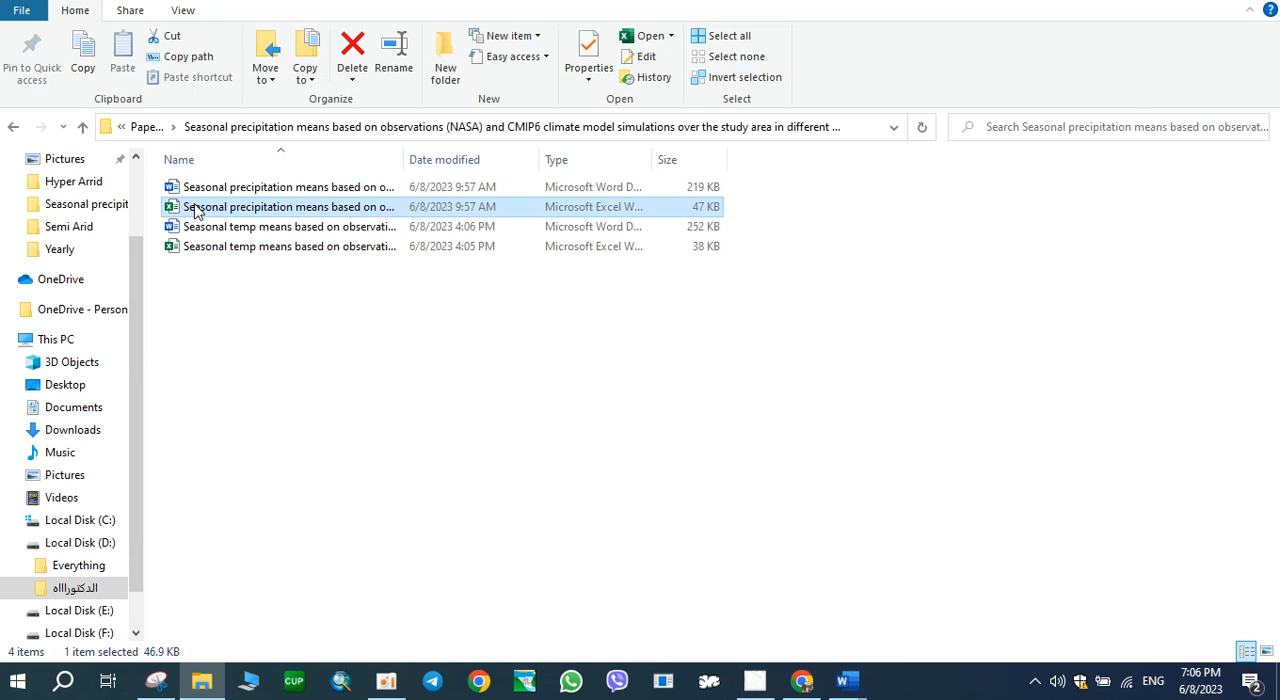 File Home Share View
Pin to Quick access
Copy
Paste
Cut
Copy path
Paste shortcut
Clipboard
Move to
Copy to
Delete
Rename
Organize
New folder
New item
Easy access
New
Properties
Open
Edit
History
Open
Select all
Select none
Invert selection
Select
« Pape... › Seasonal precipitation means based on observations (NASA) and CMIP6 climate model simulations over the study area in different ...
Search Seasonal precipitation means based on observat...
Pictures
Hyper Arrid
Seasonal precipit
Semi Arid
Yearly
OneDrive
OneDrive - Person
This PC
3D Objects
Desktop
Documents
Downloads
Music
Pictures
Videos
Local Disk (C:)
Local Disk (D:)
Everything
الدكتوراااه
Local Disk (E:)
Local Disk (F:)
Name Date modified Type Size
Seasonal precipitation means based on o... 6/8/2023 9:57 AM Microsoft Word D... 219 KB
Seasonal precipitation means based on o... 6/8/2023 9:57 AM Microsoft Excel W... 47 KB
Seasonal temp means based on observati... 6/8/2023 4:06 PM Microsoft Word D... 252 KB
Seasonal temp means based on observati... 6/8/2023 4:05 PM Microsoft Excel W... 38 KB
4 items 1 item selected 46.9 KB
CUP
ENG
7:06 PM
6/8/2023
2